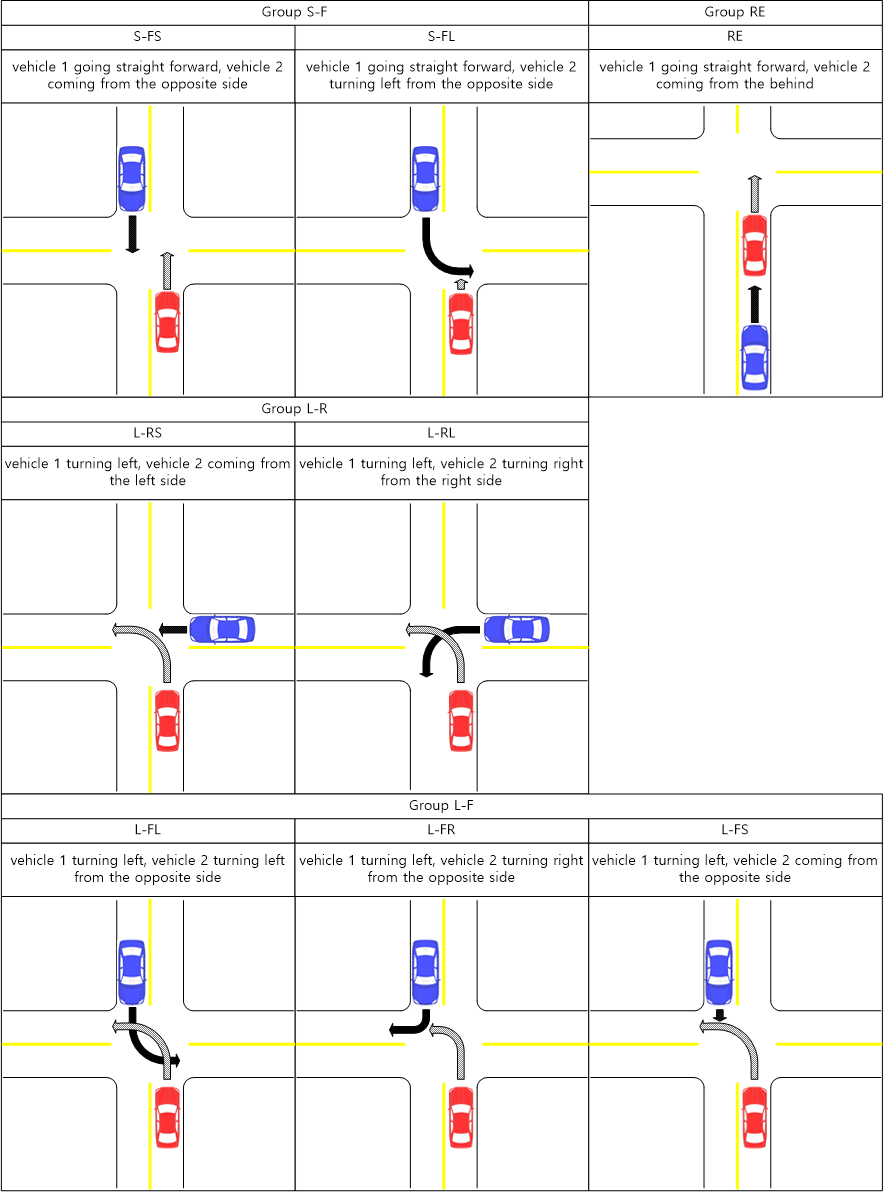 Group S-F
Group RE
S-FS
S-FL
RE
vehicle 1 going straight forward, vehicle 2
coming from the opposite side
vehicle 1 going straight forward, vehicle 2
turning left from the opposite side
vehicle 1 going straight forward, vehicle 2
coming from the behind
Group L-R
L-RS
L-RL
vehicle 1 turning left, vehicle 2 coming from
the left side
vehicle 1 turning left, vehicle 2 turning right
from the right side
Group L-F
L-FL
L-FR
L-FS
vehicle 1 turning left, vehicle 2 turning left
from the opposite side
vehicle 1 turning left, vehicle 2 turning right
from the opposite side
vehicle 1 turning left, vehicle 2 coming from
the opposite side